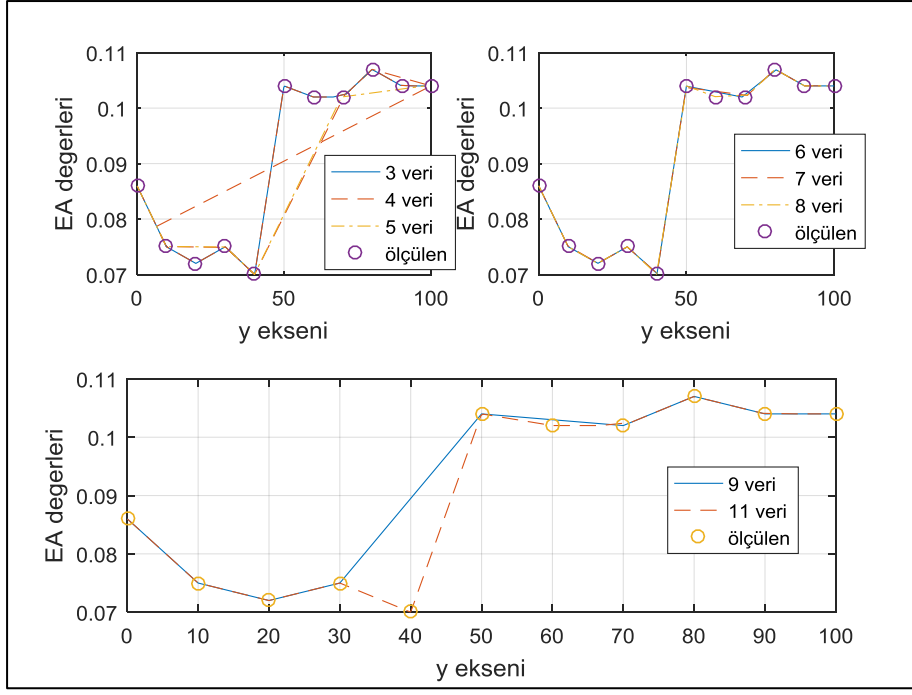 0.11
0.1
0.09
0.08
0.07
EA degerleri
0 50 100
y ekseni
3 veri
4 veri
5 veri
ölçülen
0.11
0.1
0.09
0.08
0.07
EA degerleri
0 50 100
y ekseni
6 veri
7 veri
8 veri
ölçülen
0.11
0.1
0.09
0.08
0.07
EA degerleri
0 10 20 30 40 50 60 70 80 90 100
y ekseni
9 veri
11 veri
ölçülen